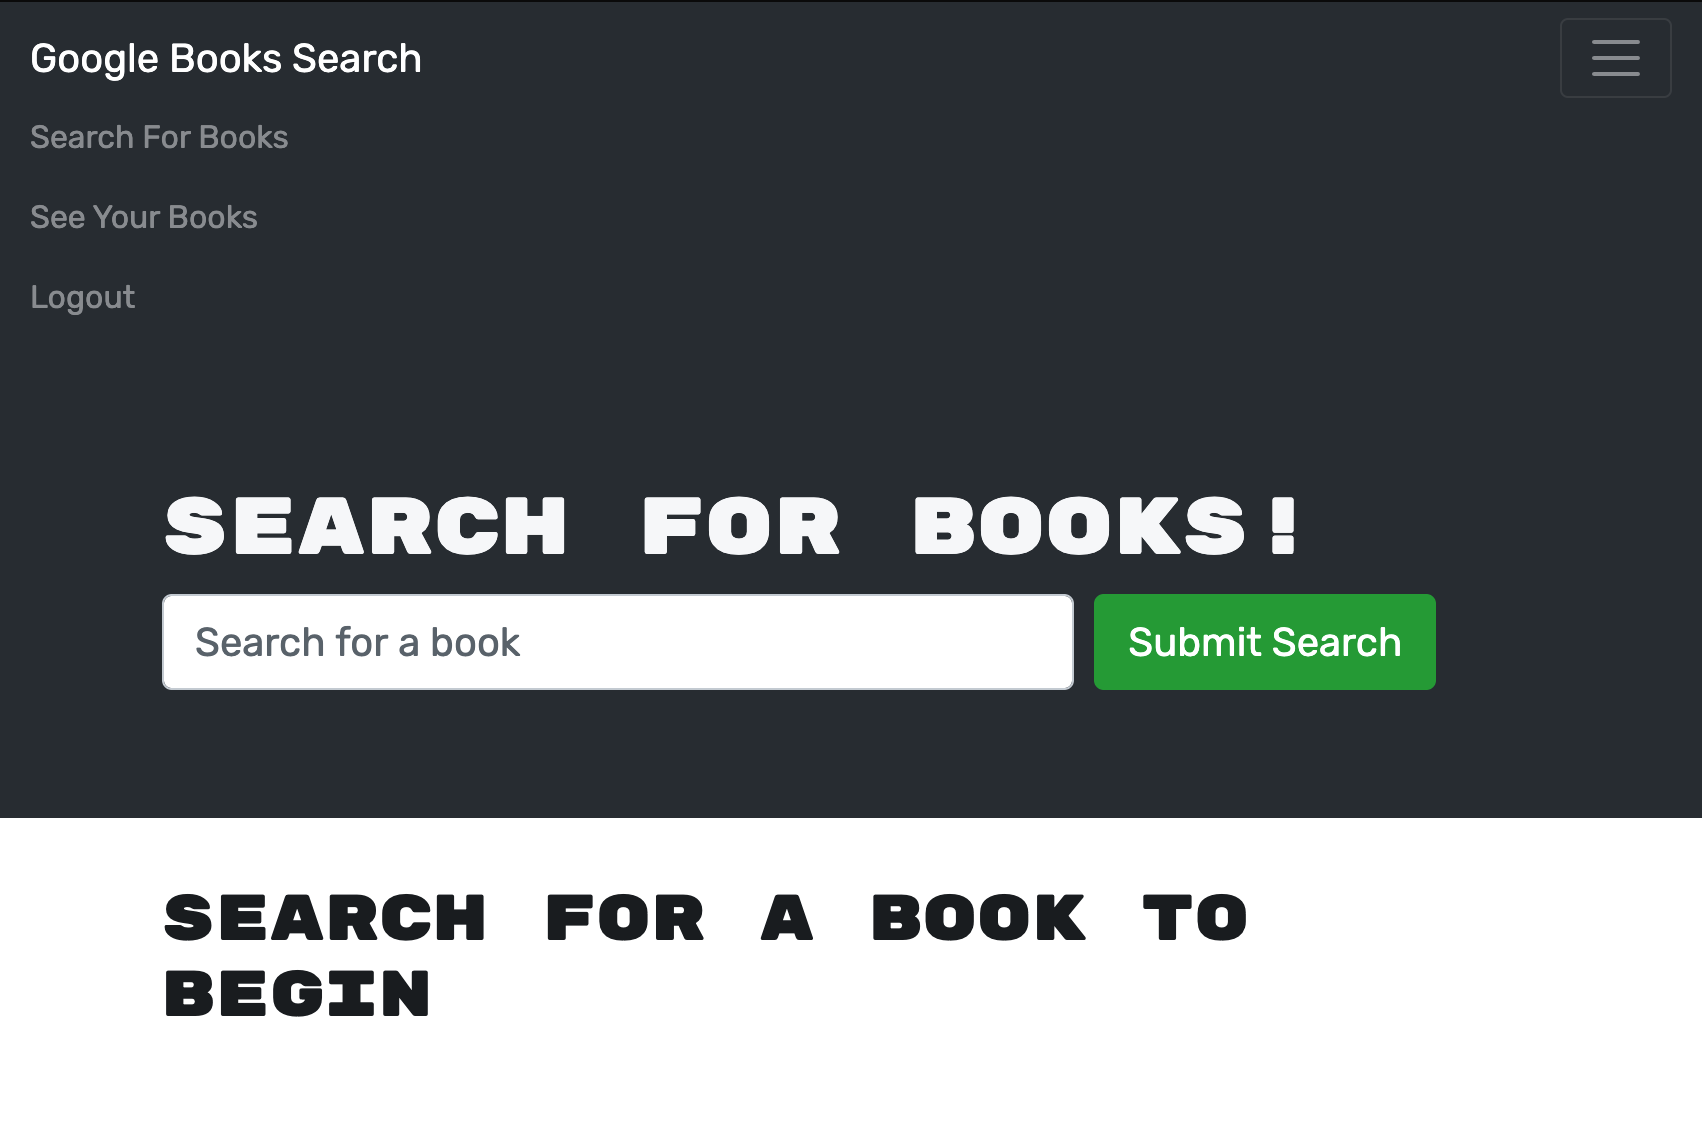 Google Books Search
Search For Books
See Your Books
Logout
SEARCH FOR BOOKS!
Search for a book
Submit Search
SEARCH FOR A BOOK TO
BEGIN